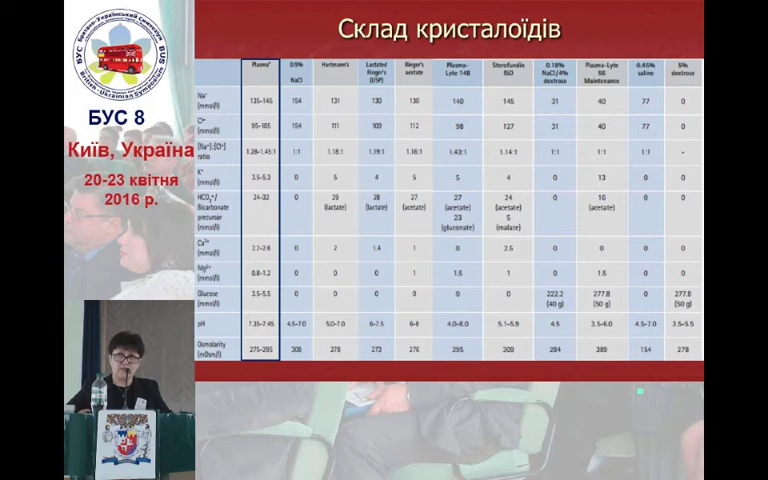 Склад кристалоїдів
БУС
Британо-Український Симпозіум
BUS
British-Ukrainian Symposium
БУС 8
Київ, Україна
20-23 квітня
2016 р.
Plasma* 0.9% NaCl Hartmann's Lactated Ringer's (USP) Ringer's acetate Plasma-Lyte 148 Sterofundin ISO 0.18% NaCl/4% dextrose Plasma-Lyte 56 Maintenance 0.45% saline 5% dextrose
Na⁺ (mmol/l) 135–145 154 131 130 130 140 145 31 40 77 0
Cl⁻ (mmol/l) 95–105 154 111 109 112 98 127 31 40 77 0
[Na⁺]:[Cl⁻] ratio 1.28–1.45:1 1:1 1.18:1 1.19:1 1.16:1 1.43:1 1.14:1 1:1 1:1 1:1 –
K⁺ (mmol/l) 3.5–5.3 0 5 4 5 5 4 0 13 0 0
HCO₃⁻/ Bicarbonate precursar (mmol/l) 24–32 0 29 (lactate) 28 (lactate) 27 (acetate) 27 (acetate) 23 (gluconate) 24 (acetate) 5 (malate) 0 16 (acetate) 0 0
Ca²⁺ (mmol/l) 2.2–2.6 0 2 1.4 1 0 2.5 0 0 0 0
Mg²⁺ (mmol/l) 0.8–1.2 0 0 0 1 1.5 1 0 1.5 0 0
Glucose (mmol/l) 3.5–5.5 0 0 0 0 0 0 222.2 (40 g) 277.8 (50 g) 0 277.8 (50 g)
pH 7.35–7.45 4.5–7.0 5.0–7.0 6–7.5 6–8 4.0–8.0 5.1–5.9 4.5 3.5–6.0 4.5–7.0 3.5–5.5
Osmolarity (mOsm/l) 275–295 308 278 273 276 295 309 284 389 154 278